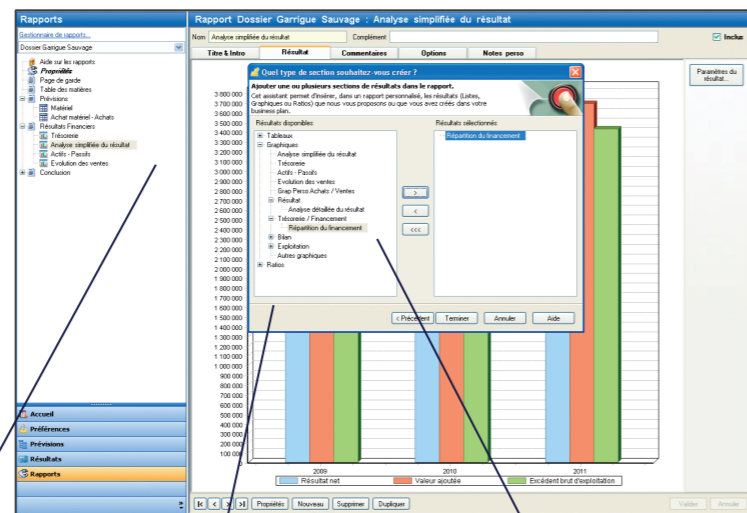 Rapports
Rapport Dossier Garrigue Sauvage : Analyse simplifiée du résultat
Gestionnaire de rapports...
Dossier Garrigue Sauvage
Nom
Analyse simplifiée du résultat
Complément
Inclus
Titre & Intro
Résultat
Commentaires
Options
Notes perso
Paramètres du résultat...
Aide sur les rapports
Propriétés
Page de garde
Table des matières
Prévisions
Matériel
Achat matériel - Achats
Résultats Financiers
Trésorerie
Analyse simplifiée du résultat
Actifs - Passifs
Evolution des ventes
Conclusion
Quel type de section souhaitez-vous créer ?
Ajouter une ou plusieurs sections de résultats dans le rapport.
Cet assistant permet d'insérer, dans un rapport personnalisé, les résultats (Listes,
Graphiques ou Ratios) que nous vous proposons ou que vous avez créés dans votre
business plan.
Résultats disponibles
Résultats sélectionnés
Tableaux
Graphiques
Analyse simplifiée du résultat
Trésorerie
Actifs - Passifs
Evolution des ventes
Grap Perso Achats / Ventes
Résultat
Analyse détaillée du résultat
Trésorerie / Financement
Répartition du financement
Bilan
Exploitation
Autres graphiques
Ratios
Répartition du financement
>
<
<<<
< Précédent
Terminer
Annuler
Aide
3 800 000
3 700 000
3 600 000
3 500 000
3 400 000
3 300 000
3 200 000
3 100 000
3 000 000
2 900 000
2 800 000
2 700 000
2 600 000
2 500 000
2 400 000
2 300 000
2 200 000
2 100 000
2 000 000
1 900 000
1 800 000
1 700 000
1 600 000
1 500 000
1 400 000
1 300 000
1 200 000
1 100 000
1 000 000
900 000
800 000
700 000
600 000
500 000
400 000
300 000
200 000
100 000
0
2009
2010
2011
Résultat net
Valeur ajoutée
Excédent brut d'exploitation
Accueil
Préférences
Prévisions
Résultats
Rapports
Propriétés
Nouveau
Supprimer
Dupliquer
Valider
Annuler